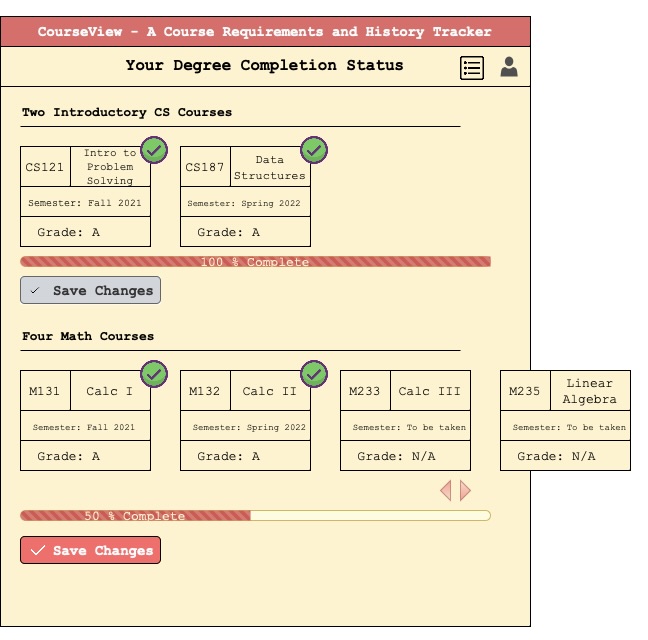 CourseView - A Course Requirements and History Tracker
Your Degree Completion Status
Two Introductory CS Courses
CS121
Intro to
Problem
Solving
Semester: Fall 2021
Grade: A
CS187
Data
Structures
Semester: Spring 2022
Grade: A
100 % Complete
Save Changes
Four Math Courses
M131
Calc I
Semester: Fall 2021
Grade: A
M132
Calc II
Semester: Spring 2022
Grade: A
M233
Calc III
Semester: To be taken
Grade: N/A
M235
Linear
Algebra
Semester: To be taken
Grade: N/A
50 % Complete
Save Changes